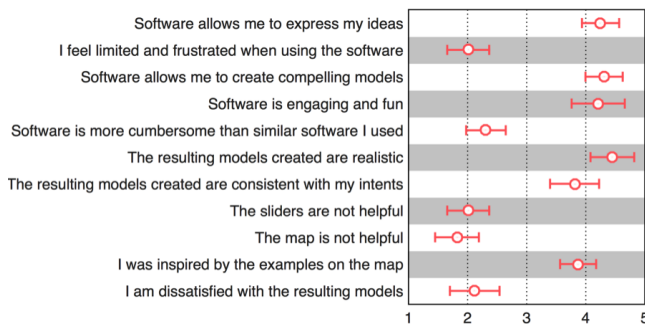 Software allows me to express my ideas
I feel limited and frustrated when using the software
Software allows me to create compelling models
Software is engaging and fun
Software is more cumbersome than similar software I used
The resulting models created are realistic
The resulting models created are consistent with my intents
The sliders are not helpful
The map is not helpful
I was inspired by the examples on the map
I am dissatisfied with the resulting models
1 2 3 4 5